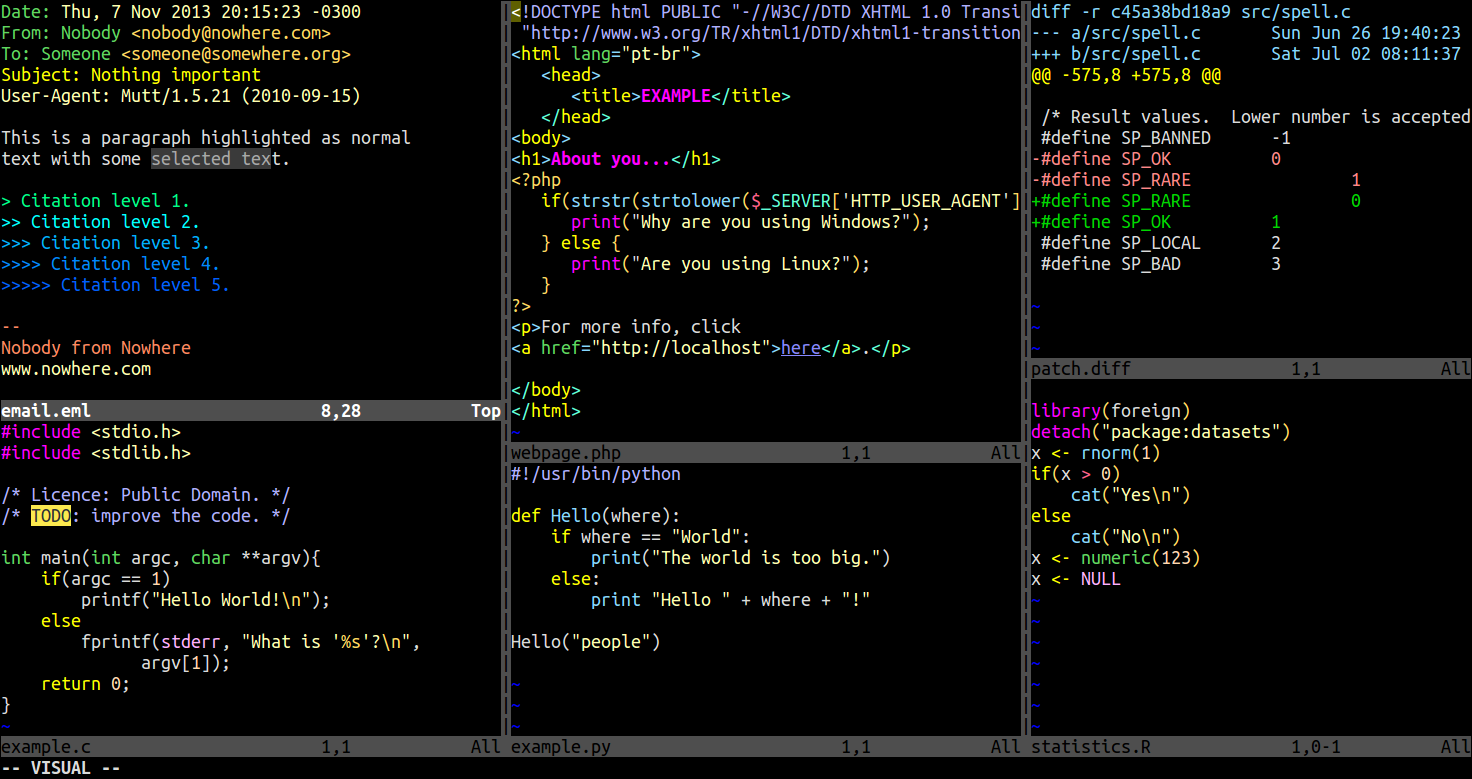 Date: Thu, 7 Nov 2013 20:15:23 -0300
From: Nobody <nobody@nowhere.com>
To: Someone <someone@somewhere.org>
Subject: Nothing important
User-Agent: Mutt/1.5.21 (2010-09-15)

This is a paragraph highlighted as normal
text with some selected text.

> Citation level 1.
>> Citation level 2.
>>> Citation level 3.
>>>> Citation level 4.
>>>>> Citation level 5.

--
Nobody from Nowhere
www.nowhere.com

email.eml 8,28 Top
#include <stdio.h>
#include <stdlib.h>

/* Licence: Public Domain. */
/* TODO: improve the code. */

int main(int argc, char **argv){
    if(argc == 1)
        printf("Hello World!\n");
    else
        fprintf(stderr, "What is '%s'?\n",
              argv[1]);
    return 0;
}
~
example.c 1,1 All
<!DOCTYPE html PUBLIC "-//W3C//DTD XHTML 1.0 Transi
 "http://www.w3.org/TR/xhtml1/DTD/xhtml1-transition
<html lang="pt-br">
   <head>
      <title>EXAMPLE</title>
   </head>
<body>
<h1>About you...</h1>
<?php
   if(strstr(strtolower($_SERVER['HTTP_USER_AGENT']
      print("Why are you using Windows?");
   } else {
      print("Are you using Linux?");
   }
?>
<p>For more info, click
<a href="http://localhost">here</a>.</p>

</body>
</html>
~
webpage.php 1,1 All
#!/usr/bin/python

def Hello(where):
    if where == "World":
        print("The world is too big.")
    else:
        print "Hello " + where + "!"

Hello("people")

~
~
~
example.py 1,1 All
diff -r c45a38bd18a9 src/spell.c
--- a/src/spell.c       Sun Jun 26 19:40:23
+++ b/src/spell.c       Sat Jul 02 08:11:37
@@ -575,8 +575,8 @@

 /* Result values.  Lower number is accepted
 #define SP_BANNED      -1
-#define SP_OK          0
-#define SP_RARE                1
+#define SP_RARE                0
+#define SP_OK          1
 #define SP_LOCAL       2
 #define SP_BAD         3

~
~
~
patch.diff 1,1 All

library(foreign)
detach("package:datasets")
x <- rnorm(1)
if(x > 0)
    cat("Yes\n")
else
    cat("No\n")
x <- numeric(123)
x <- NULL
~
~
~
~
~
~
~
statistics.R 1,0-1 All
-- VISUAL --